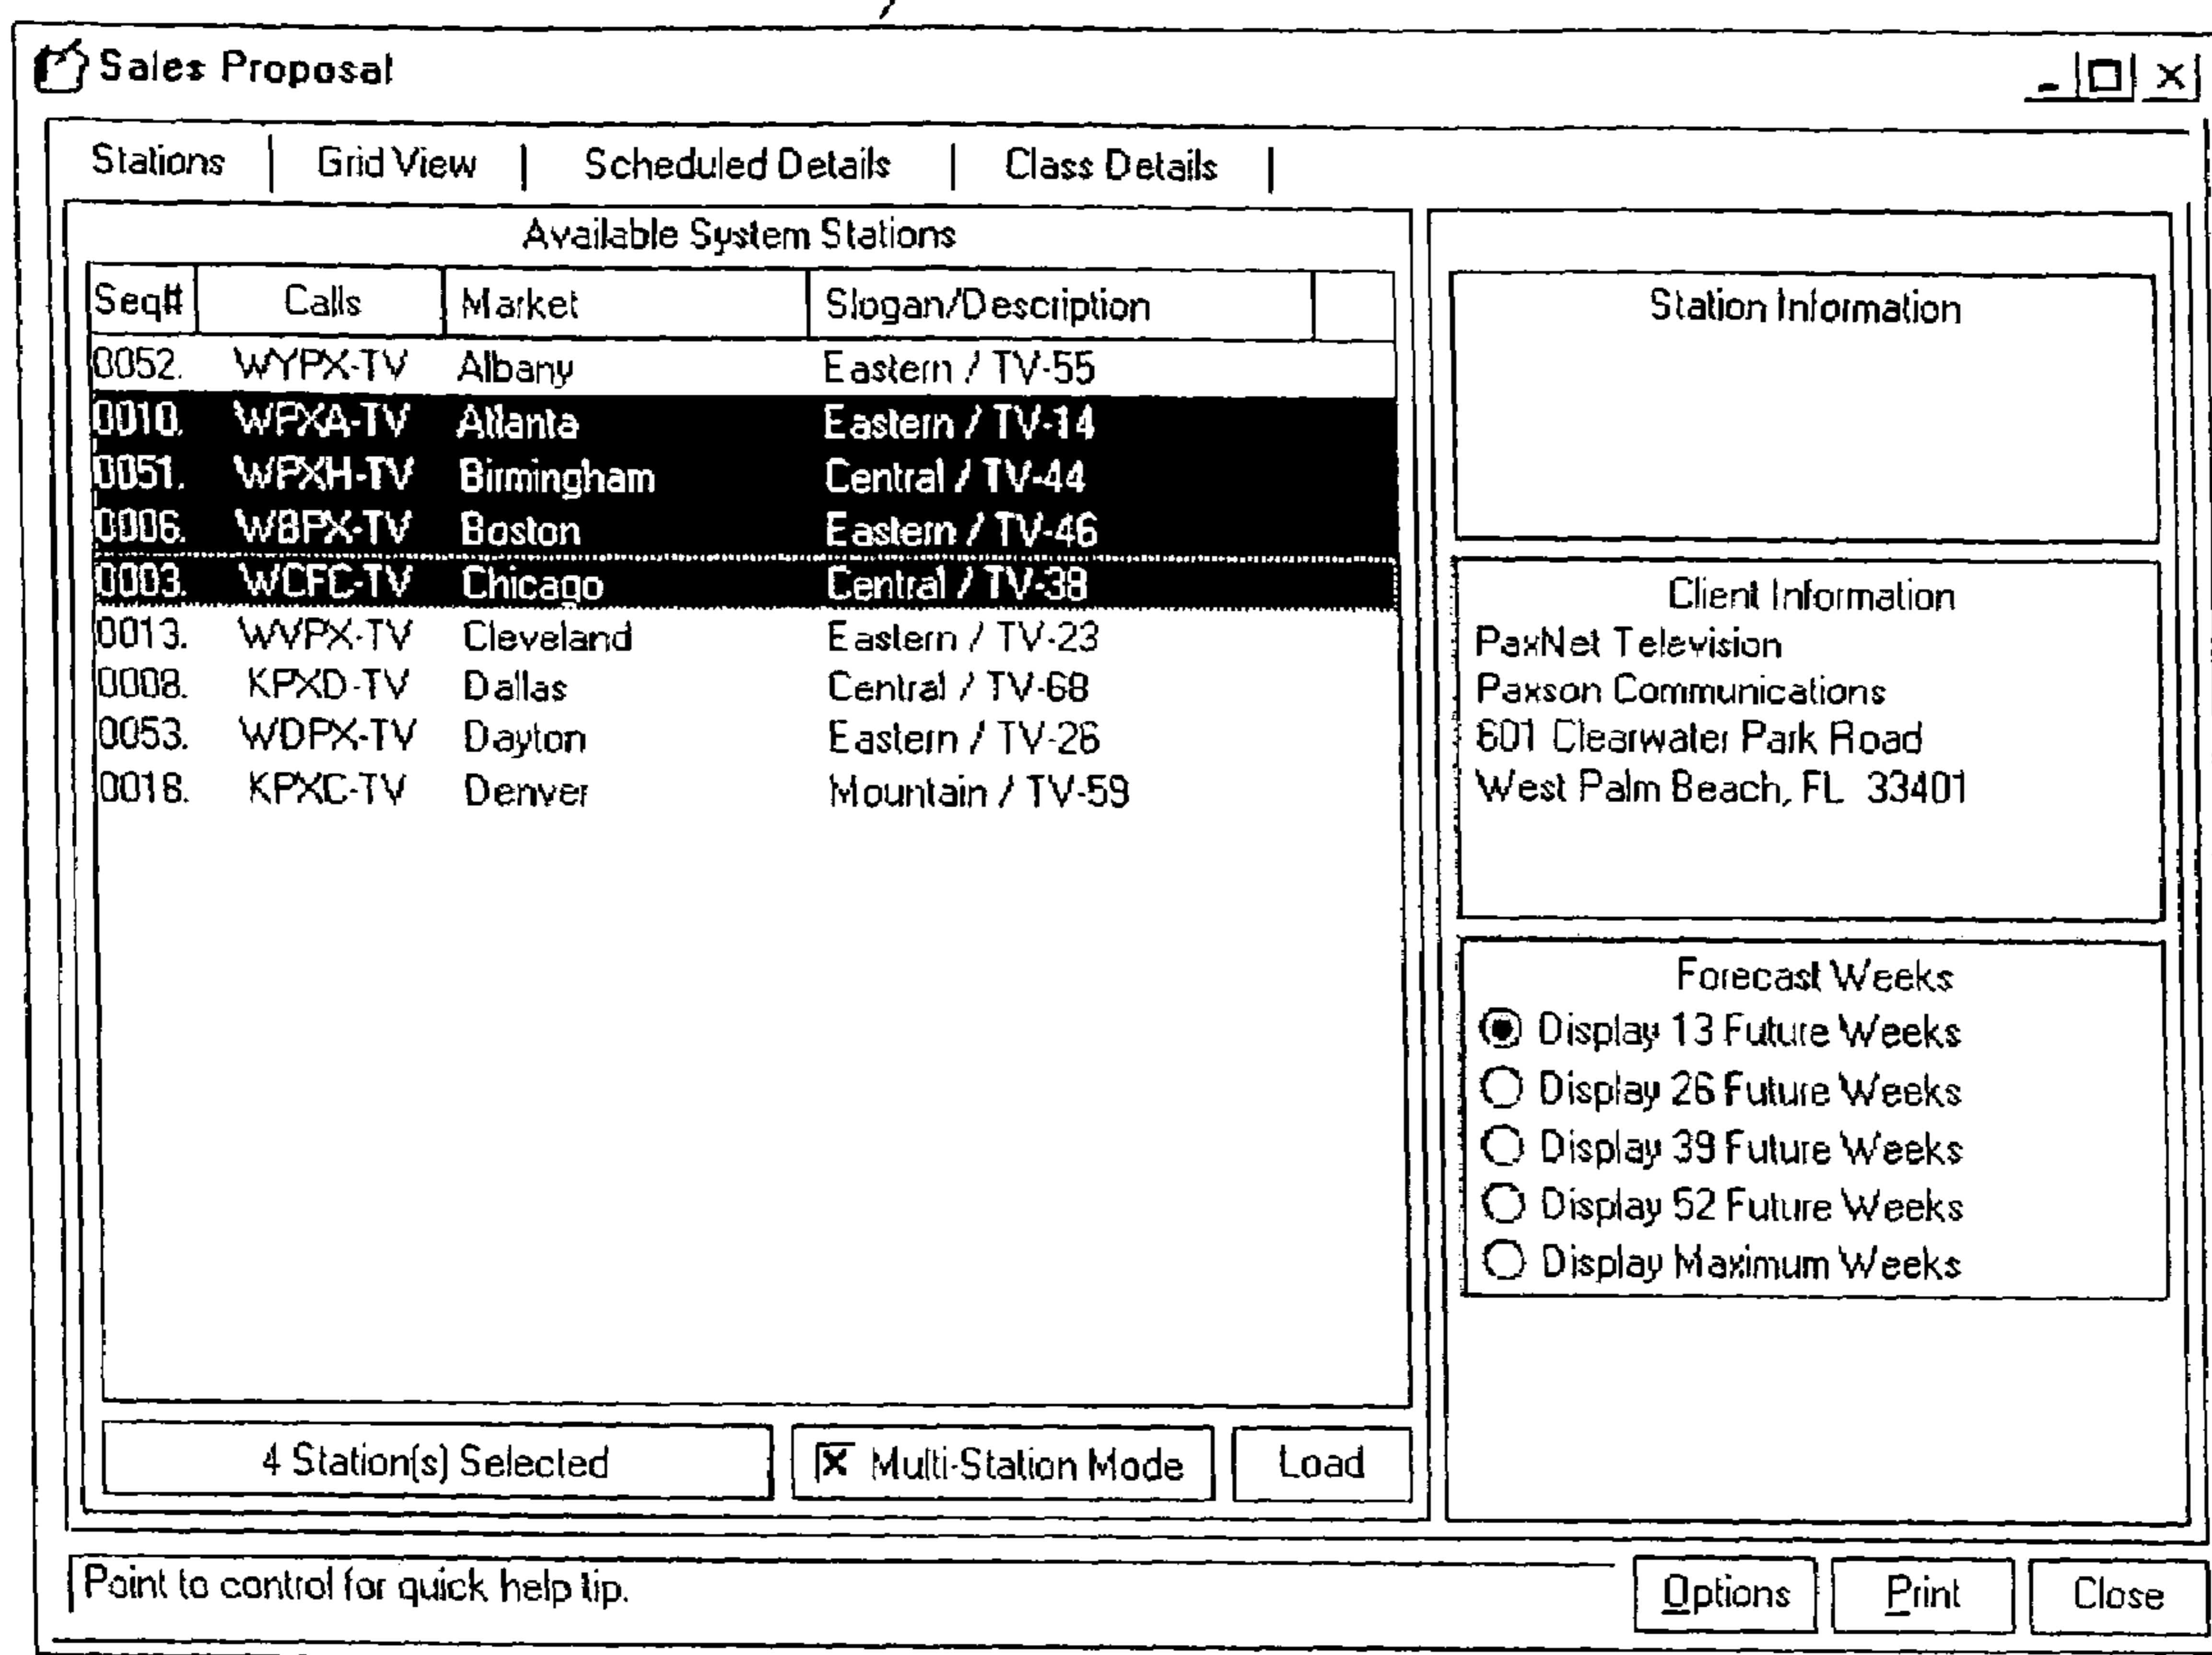 Sales Proposal
Stations | Grid View | Scheduled Details | Class Details |
Available System Stations
Seq# Calls Market Slogan/Description
0052. WYPX-TV Albany Eastern / TV-55
0010. WPXA-TV Atlanta Eastern / TV-14
0051. WPXH-TV Birmingham Central / TV-44
0006. WBPX-TV Boston Eastern / TV-46
0003. WCFC-TV Chicago Central / TV-38
0013. WVPX-TV Cleveland Eastern / TV-23
0008. KPXD-TV Dallas Central / TV-68
0053. WDPX-TV Dayton Eastern / TV-26
0018. KPXC-TV Denver Mountain / TV-59
4 Station(s) Selected
Multi-Station Mode
Load
Station Information
Client Information
PaxNet Television
Paxson Communications
601 Clearwater Park Road
West Palm Beach, FL 33401
Forecast Weeks
Display 13 Future Weeks
Display 26 Future Weeks
Display 39 Future Weeks
Display 52 Future Weeks
Display Maximum Weeks
Point to control for quick help tip.
Options Print Close